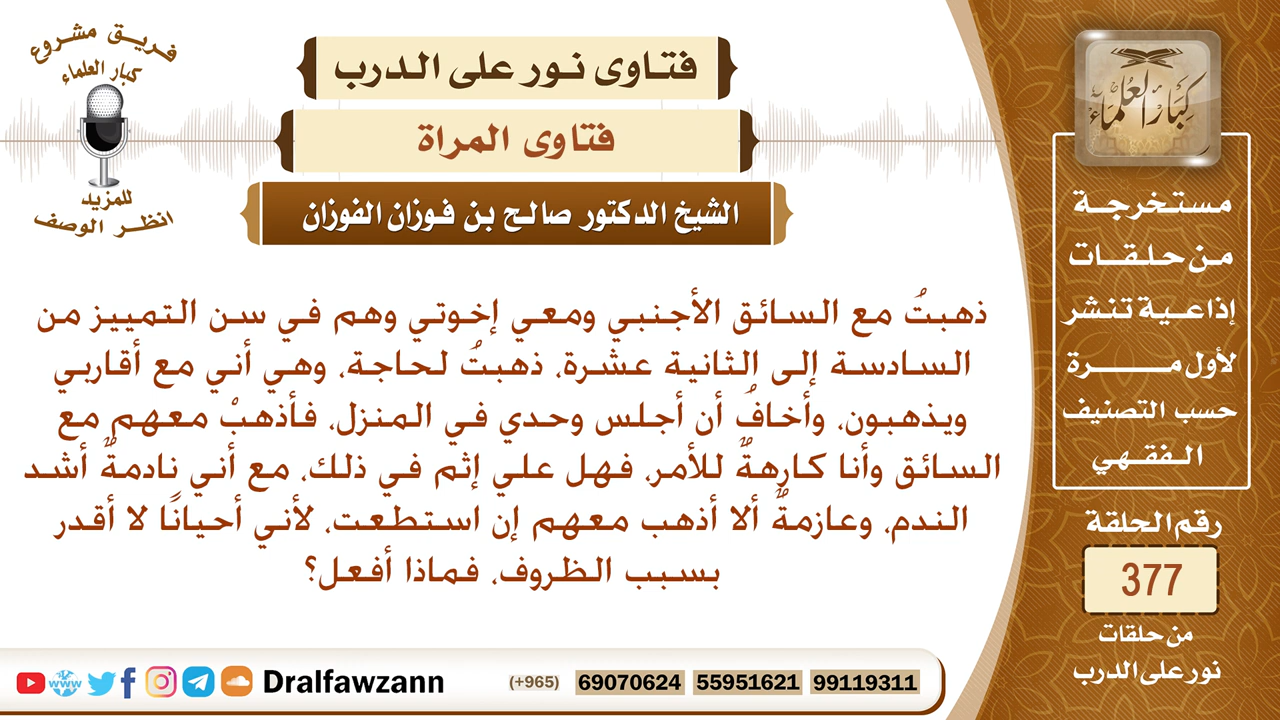 فريق مشروع
كبار العلماء
للمزيد
انظر الوصف
فتاوى نور على الدرب
فتاوى المراة
الشيخ الدكتور صالح بن فوزان الفوزان
ذهبتُ مع السائق الأجنبي ومعي إخوتي وهم في سن التمييز من
السادسة إلى الثانية عشرة، ذهبتُ لحاجة، وهي أني مع أقاربي
ويذهبون، وأخافُ أن أجلس وحدي في المنزل، فأذهبْ معهم مع
السائق وأنا كارهةٌ للأمر، فهل علي إثم في ذلك، مع أني نادمةٌ أشد
الندم، وعازمةٌ ألا أذهب معهم إن استطعت، لأني أحيانًا لا أقدر
بسبب الظروف، فماذا أفعل؟
كبار العلماء
مستخرجة
من حلقات
إذاعية تنشر
لأول مرة
حسب التصنيف
الفقهي
رقم الحلقة
377
من حلقات
نور على الدرب
www
Dralfawzann
(+965) 69070624 55951621 99119311